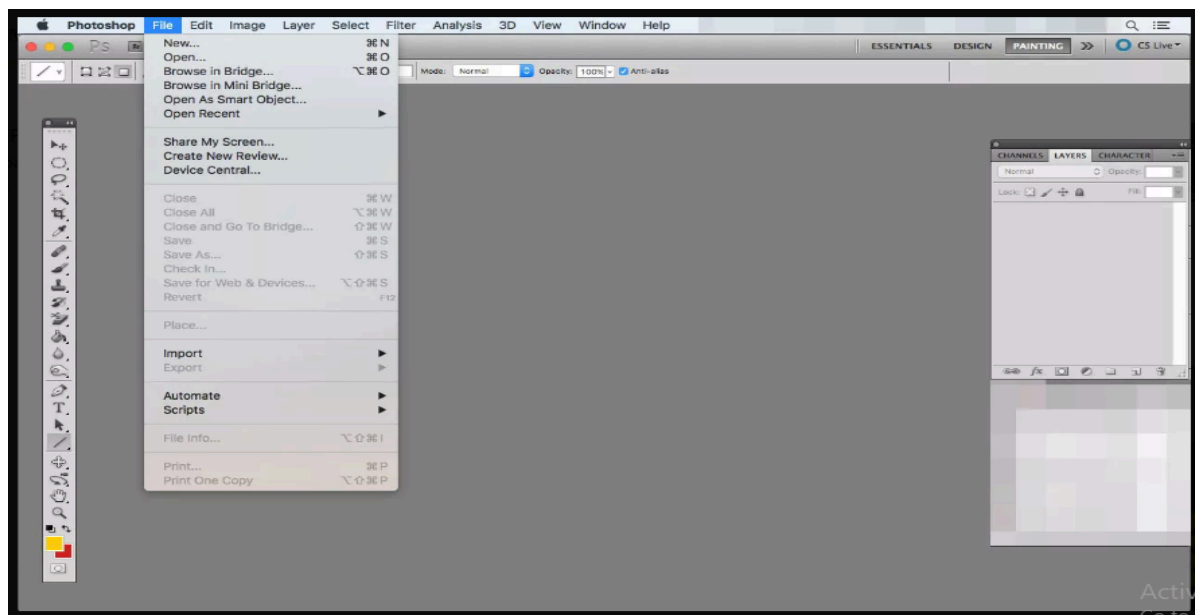 Photoshop File Edit Image Layer Select Filter Analysis 3D View Window Help
Ps Br ESSENTIALS DESIGN PAINTING >> CS Live
Mode: Normal Opacity: 100% Anti-alias
New... ⌘N
Open... ⌘O
Browse in Bridge... ⌥⌘O
Browse in Mini Bridge...
Open As Smart Object...
Open Recent
Share My Screen...
Create New Review...
Device Central...
Close ⌘W
Close All ⌥⌘W
Close and Go To Bridge... ⇧⌘W
Save ⌘S
Save As... ⇧⌘S
Check In...
Save for Web & Devices... ⌥⇧⌘S
Revert F12
Place...
Import
Export
Automate
Scripts
File Info... ⌥⇧⌘I
Print... ⌘P
Print One Copy ⌥⇧⌘P
CHANNELS LAYERS CHARACTER
Normal Opacity:
Lock: Fill:
fx
T
Activ